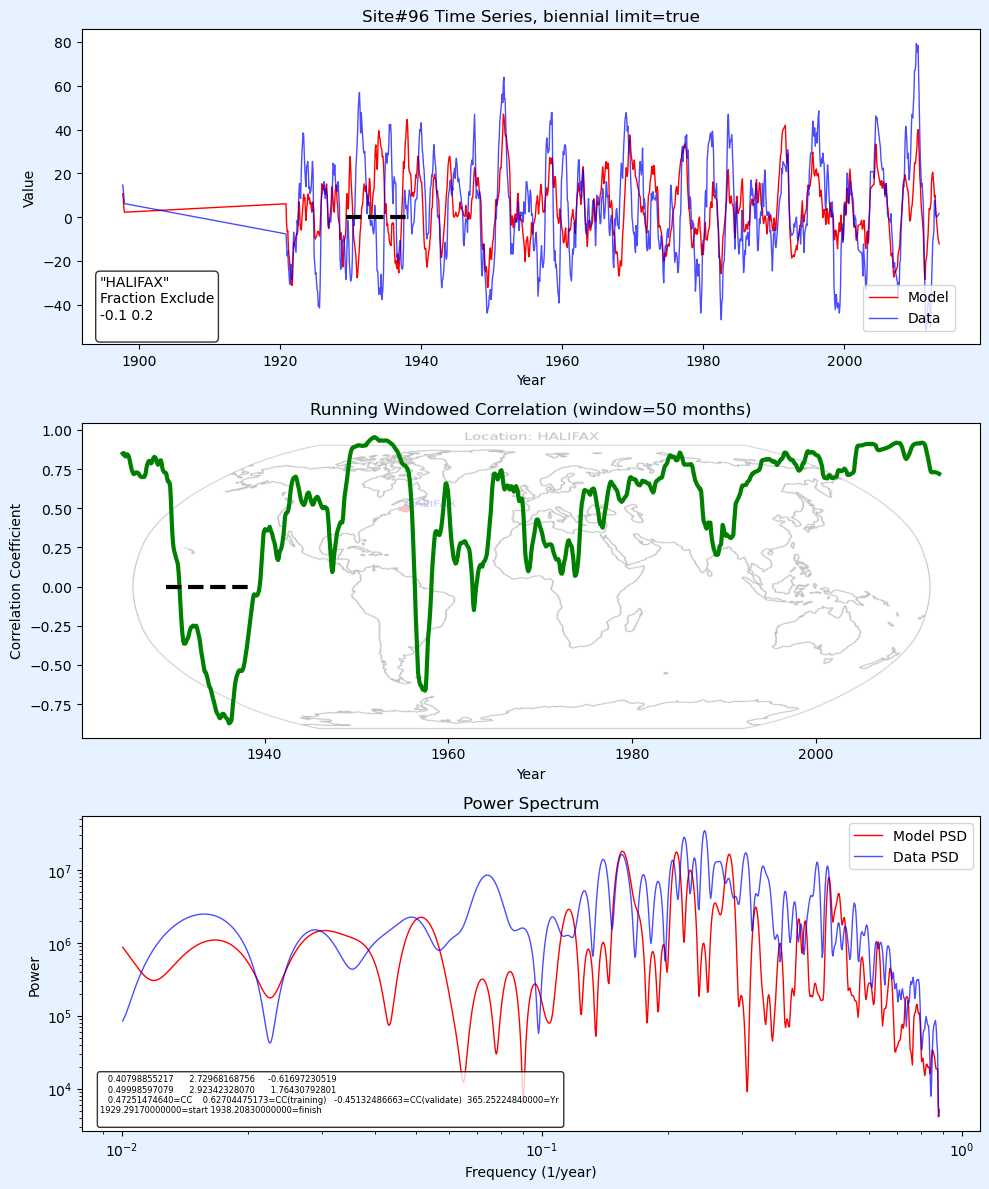 Site#96 Time Series, biennial limit=true
80
60
40
20
0
−20
−40
Value
"HALIFAX"
Fraction Exclude
-0.1 0.2
Model
Data
1900
1920
1940
1960
1980
2000
Year
Running Windowed Correlation (window=50 months)
Location: HALIFAX
HALIFAX
1.00
0.75
0.50
0.25
0.00
−0.25
−0.50
−0.75
Correlation Coefficient
1940
1960
1980
2000
Year
Power Spectrum
Model PSD
Data PSD
10^7
10^6
10^5
10^4
Power
0.40798855217 2.72968168756 -0.61697230519
0.49998597079 2.92342328070 1.76430792801
0.47251474640=CC 0.62704475173=CC(training) -0.45132486663=CC(validate) 365.25224840000=Yr
1929.29170000000=start 1938.20830000000=finish
10^−2
10^−1
10^0
Frequency (1/year)